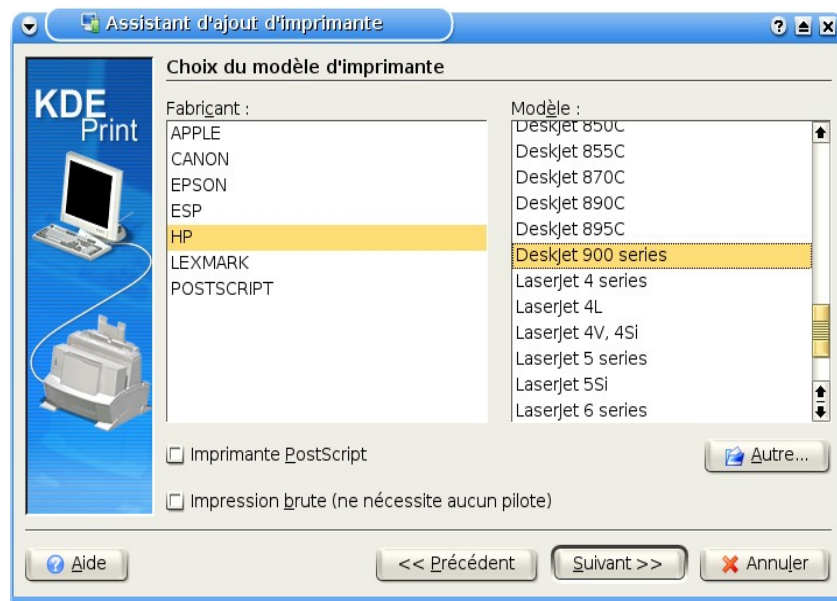 Assistant d'ajout d'imprimante
KDE
Print
Choix du modèle d'imprimante
Fabricant :
APPLE
CANON
EPSON
ESP
HP
LEXMARK
POSTSCRIPT
Modèle :
DeskJet 850C
DeskJet 855C
DeskJet 870C
DeskJet 890C
DeskJet 895C
DeskJet 900 series
LaserJet 4 series
LaserJet 4L
LaserJet 4V, 4Si
LaserJet 5 series
LaserJet 5Si
LaserJet 6 series
Imprimante PostScript
Autre...
Impression brute (ne nécessite aucun pilote)
Aide
<< Précédent
Suivant >>
Annuler